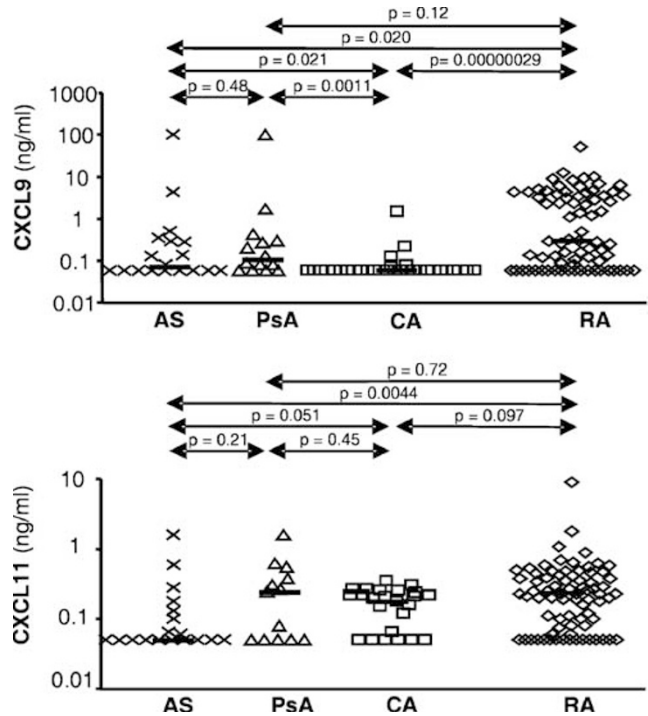 p = 0.12
p = 0.020
p = 0.021
p= 0.00000029
p = 0.48
p = 0.0011
CXCL9 (ng/ml)
1000
100
10
1
0.1
0.01
AS
PsA
CA
RA
p = 0.72
p = 0.0044
p = 0.051
p = 0.097
p = 0.21
p = 0.45
CXCL11 (ng/ml)
10
1
0.1
0.01
AS
PsA
CA
RA